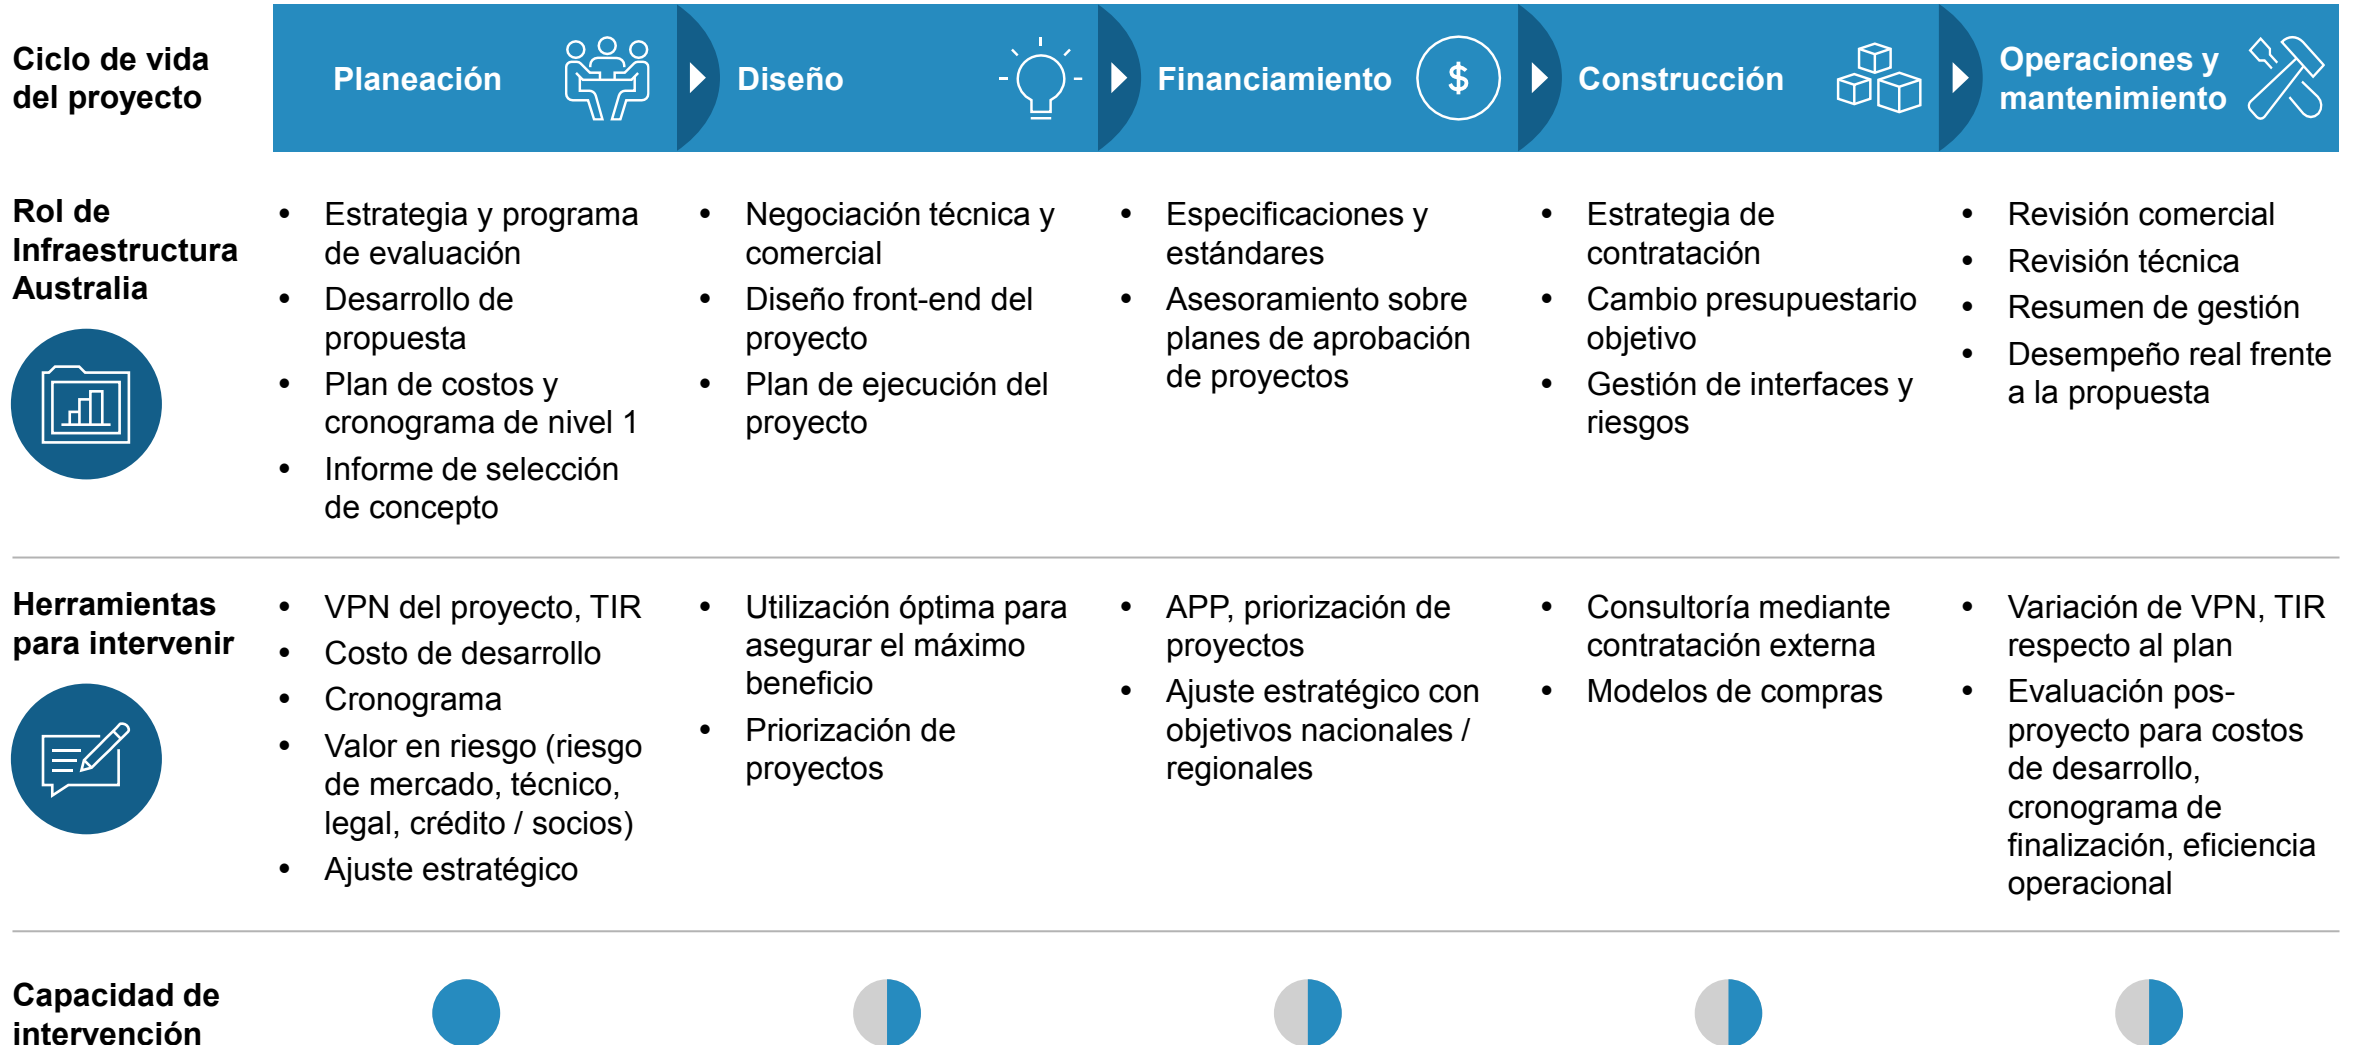 Ciclo de vida
del proyecto
Planeación
Diseño
Financiamiento
$
Construcción
Operaciones y
mantenimiento
Rol de
Infraestructura
Australia
• Estrategia y programa
de evaluación
• Desarrollo de
propuesta
• Plan de costos y
cronograma de nivel 1
• Informe de selección
de concepto
• Negociación técnica y
comercial
• Diseño front-end del
proyecto
• Plan de ejecución del
proyecto
• Especificaciones y
estándares
• Asesoramiento sobre
planes de aprobación
de proyectos
• Estrategia de
contratación
• Cambio presupuestario
objetivo
• Gestión de interfaces y
riesgos
• Revisión comercial
• Revisión técnica
• Resumen de gestión
• Desempeño real frente
a la propuesta
Herramientas
para intervenir
• VPN del proyecto, TIR
• Costo de desarrollo
• Cronograma
• Valor en riesgo (riesgo
de mercado, técnico,
legal, crédito / socios)
• Ajuste estratégico
• Utilización óptima para
asegurar el máximo
beneficio
• Priorización de
proyectos
• APP, priorización de
proyectos
• Ajuste estratégico con
objetivos nacionales /
regionales
• Consultoría mediante
contratación externa
• Modelos de compras
• Variación de VPN, TIR
respecto al plan
• Evaluación pos-
proyecto para costos
de desarrollo,
cronograma de
finalización, eficiencia
operacional
Capacidad de
intervención